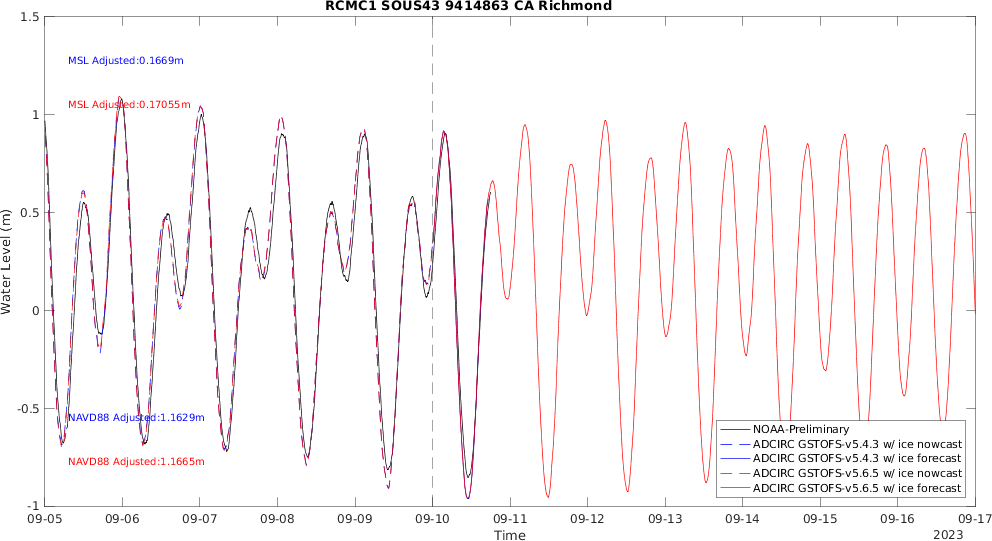 RCMC1 SOUS43 9414863 CA Richmond
1.5
MSL Adjusted:0.1669m
MSL Adjusted:0.17055m
1
0.5
Water Level (m)
0
-0.5
NAVD88 Adjusted:1.1629m
NAVD88 Adjusted:1.1665m
NOAA-Preliminary
ADCIRC GSTOFS-v5.4.3 w/ ice nowcast
ADCIRC GSTOFS-v5.4.3 w/ ice forecast
ADCIRC GSTOFS-v5.6.5 w/ ice nowcast
ADCIRC GSTOFS-v5.6.5 w/ ice forecast
-1
09-05 09-06 09-07 09-08 09-09 09-10 09-11 09-12 09-13 09-14 09-15 09-16 09-17
Time
2023